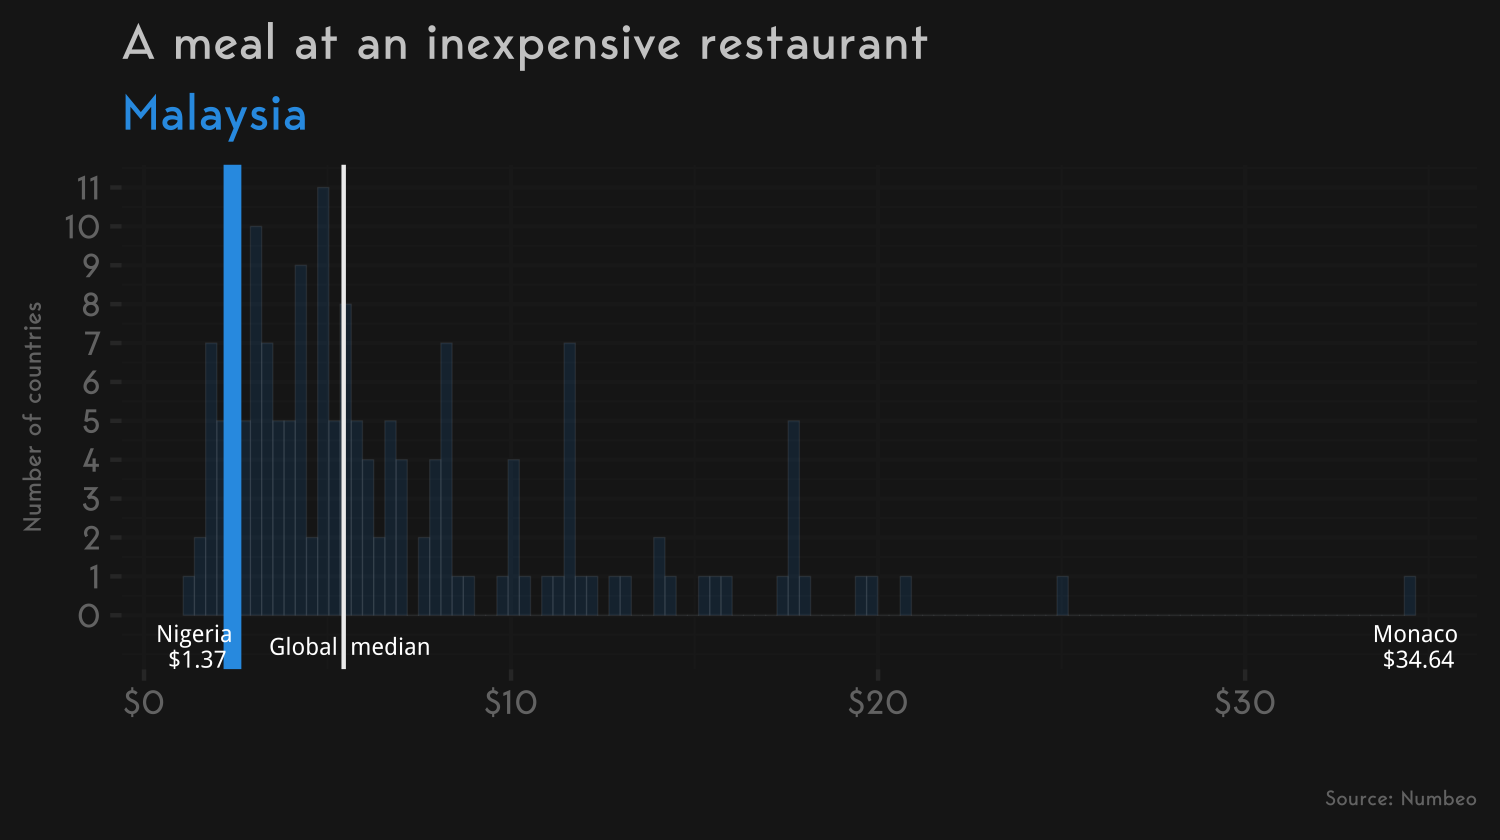 A meal at an inexpensive restaurant
Malaysia
Number of countries
11
10
9
8
7
6
5
4
3
2
1
0
Nigeria
$1.37
Global median
Monaco
$34.64
$0 $10 $20 $30
Source: Numbeo